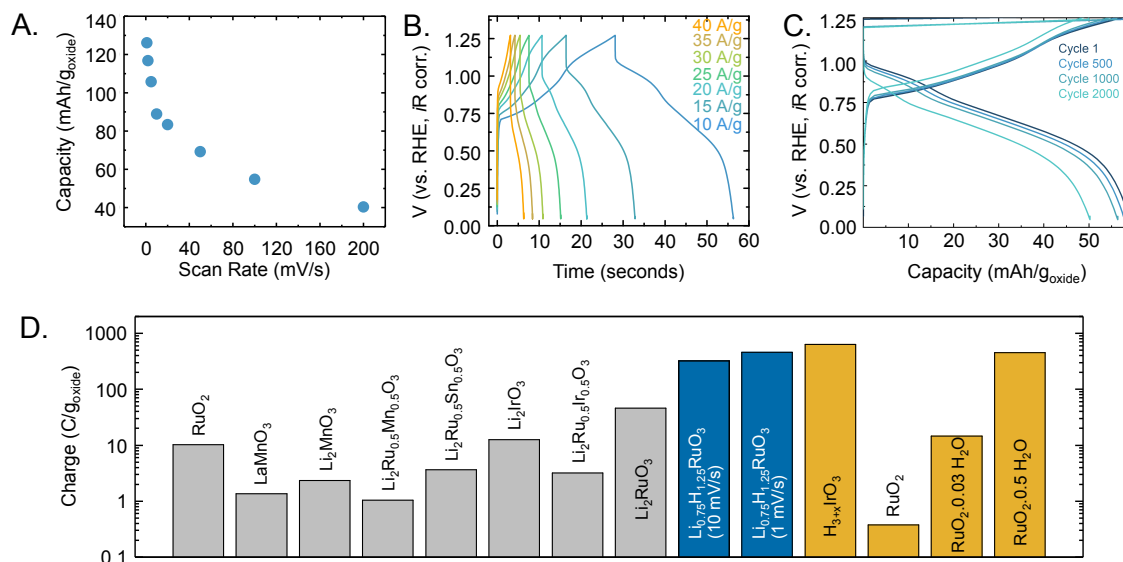 A.
Capacity (mAh/goxide)
140
120
100
80
60
40
0 40 80 120 160 200
Scan Rate (mV/s)
B.
V (vs. RHE, iR corr.)
1.25
1.00
0.75
0.50
0.25
0.00
0 10 20 30 40 50 60
Time (seconds)
40 A/g
35 A/g
30 A/g
25 A/g
20 A/g
15 A/g
10 A/g
C.
V (vs. RHE, iR corr.)
1.25
1.00
0.75
0.50
0.25
0.00
10 20 30 40 50
Capacity (mAh/goxide)
Cycle 1
Cycle 500
Cycle 1000
Cycle 2000
D.
Charge (C/goxide)
1000
100
10
1
0.1
RuO2
LaMnO3
Li2MnO3
Li2Ru0.5Mn0.5O3
Li2Ru0.5Sn0.5O3
Li2IrO3
Li2Ru0.5Ir0.5O3
Li2RuO3
Li0.75H1.25RuO3
(10 mV/s)
Li0.75H1.25RuO3
(1 mV/s)
H3+xIrO3
RuO2
RuO2.0.03 H2O
RuO2.0.5 H2O